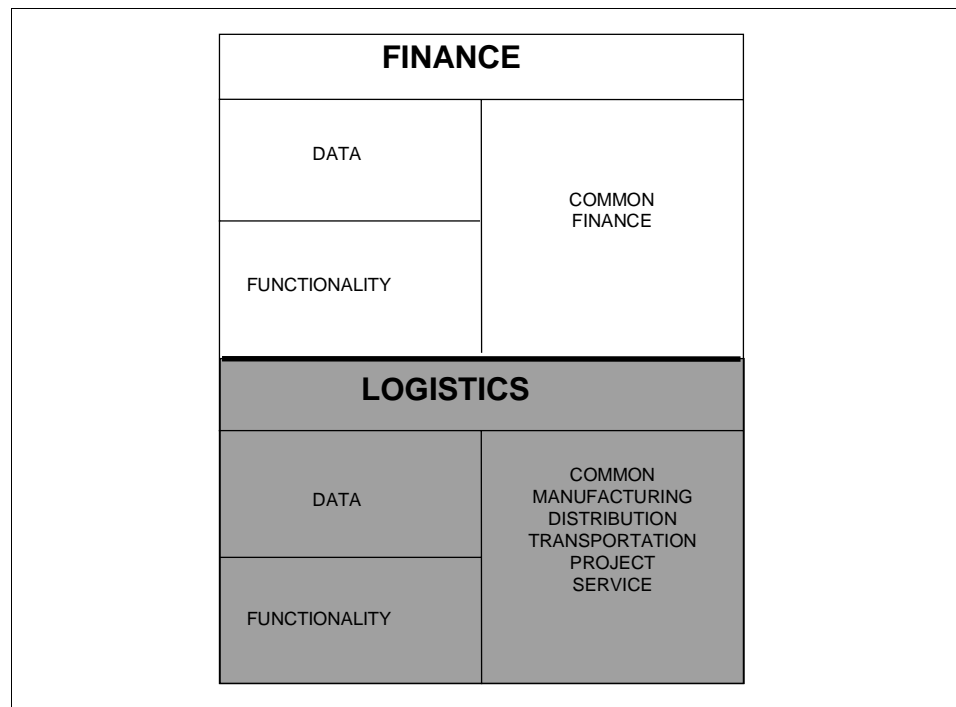 FINANCE
DATA
FUNCTIONALITY
COMMON
FINANCE
LOGISTICS
DATA
FUNCTIONALITY
COMMON
MANUFACTURING
DISTRIBUTION
TRANSPORTATION
PROJECT
SERVICE